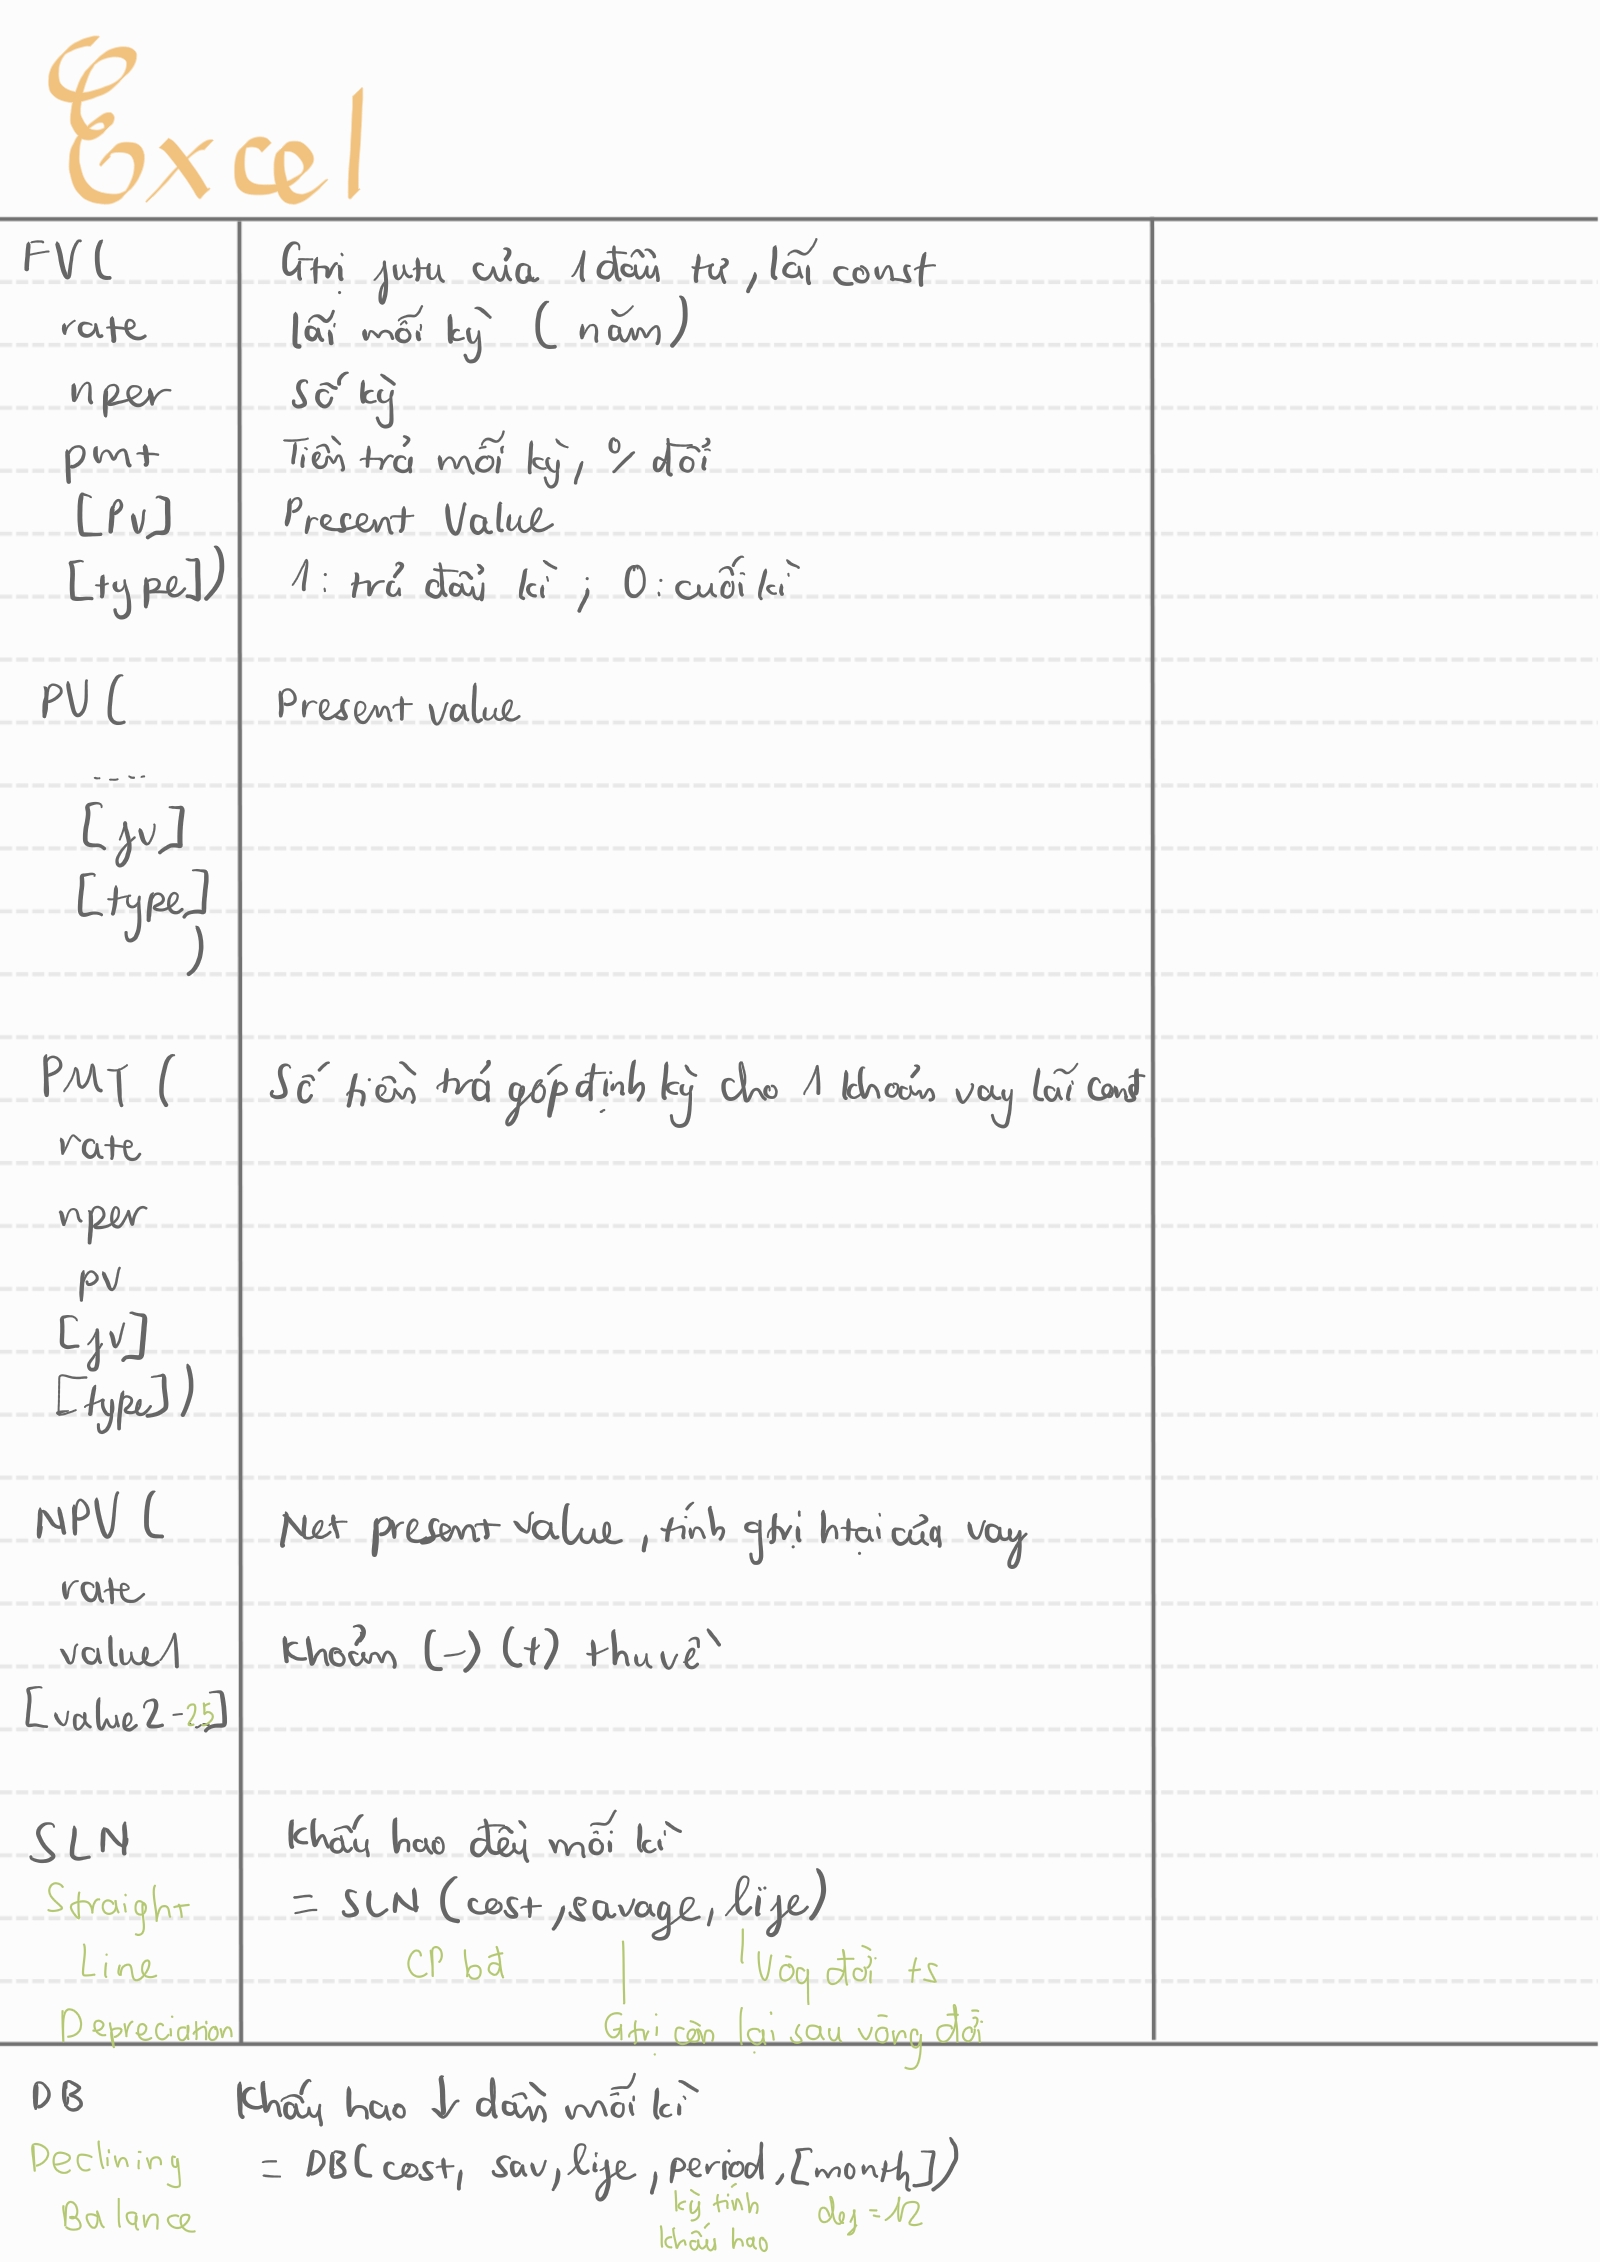 Excel
FV( Gtrị futu của 1 đầu tư, lãi const
rate lãi mỗi kỳ ( năm)
nper số kỳ
pmt Tiền trả mỗi kỳ, % đổi
[Pv] Present Value
[type]) 1: trả đầu kì ; 0: cuối kì
PV( Present value
.....
[fv]
[type]
)
PMT ( Số tiền trả góp định kỳ cho 1 khoản vay lãi const
rate
nper
pv
[fv]
[type])
NPV ( Net present value, tính gtrị htại của vay
rate
value1 Khoản (-) (+) thu về
[value2-25]
SLN Khấu hao đều mỗi kì
Straight = SLN (cost, savage, life)
Line CP bđ Vòg đời ts
Depreciation Gtrị còn lại sau vòng đời
DB Khấu hao ↓ dần mỗi kì
Declining = DB(cost, sav, life, period, [month])
Balance kỳ tính def = 12
khấu hao